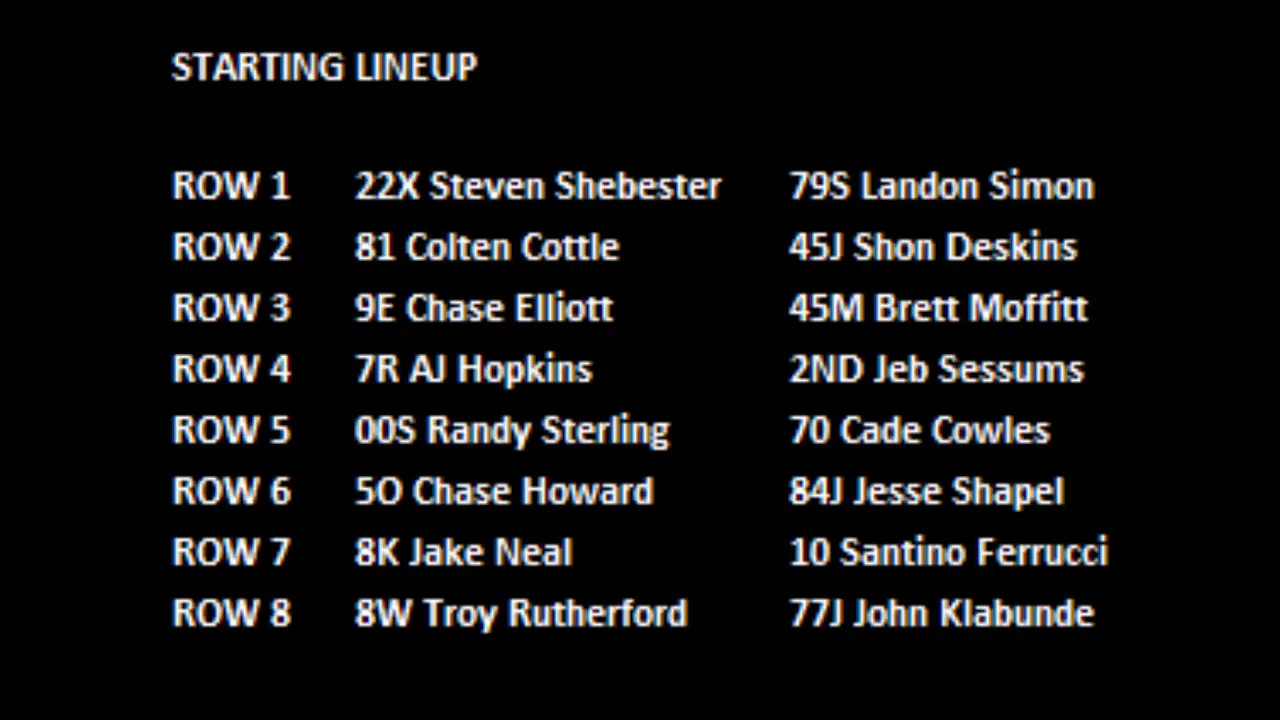 STARTING LINEUP
ROW 1 22X Steven Shebester 79S Landon Simon
ROW 2 81 Colten Cottle 45J Shon Deskins
ROW 3 9E Chase Elliott 45M Brett Moffitt
ROW 4 7R AJ Hopkins 2ND Jeb Sessums
ROW 5 00S Randy Sterling 70 Cade Cowles
ROW 6 5O Chase Howard 84J Jesse Shapel
ROW 7 8K Jake Neal 10 Santino Ferrucci
ROW 8 8W Troy Rutherford 77J John Klabunde